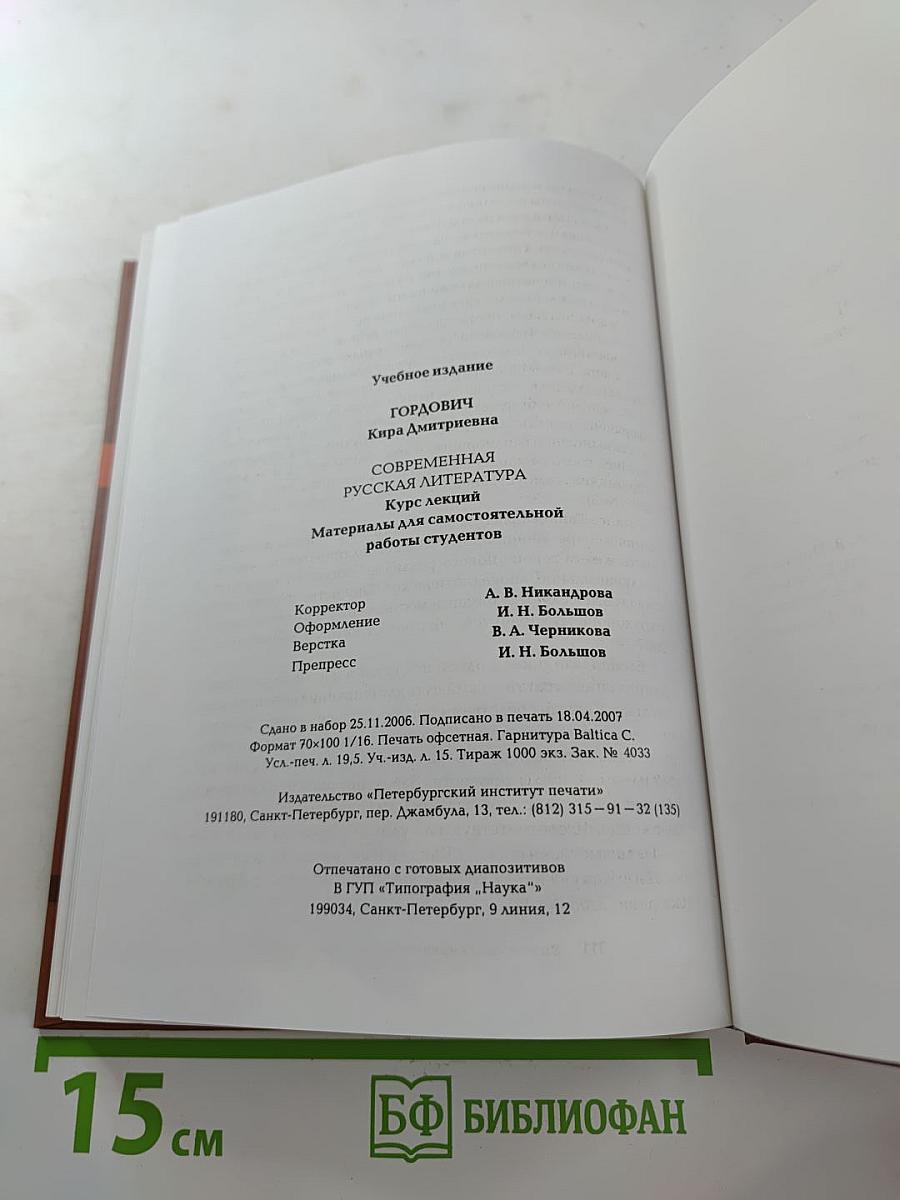 Учебное издание
ГОРДОВИЧ
Кира Дмитриевна
СОВРЕМЕННАЯ
РУССКАЯ ЛИТЕРАТУРА
Курс лекций
Материалы для самостоятельной
работы студентов
Корректор А. В. Никандрова
Оформление И. Н. Большов
Верстка В. А. Черникова
Препресс И. Н. Большов
Сдано в набор 25.11.2006. Подписано в печать 18.04.2007
Формат 70×100 1/16. Печать офсетная. Гарнитура Baltica C.
Усл.-печ. л. 19,5. Уч.-изд. л. 15. Тираж 1000 экз. Зак. № 4033
Издательство «Петербургский институт печати»
191180, Санкт-Петербург, пер. Джамбула, 13, тел.: (812) 315—91—32 (135)
Отпечатано с готовых диапозитивов
В ГУП «Типография „Наука“»
199034, Санкт-Петербург, 9 линия, 12
15 см
БФ БИБЛИОФАН